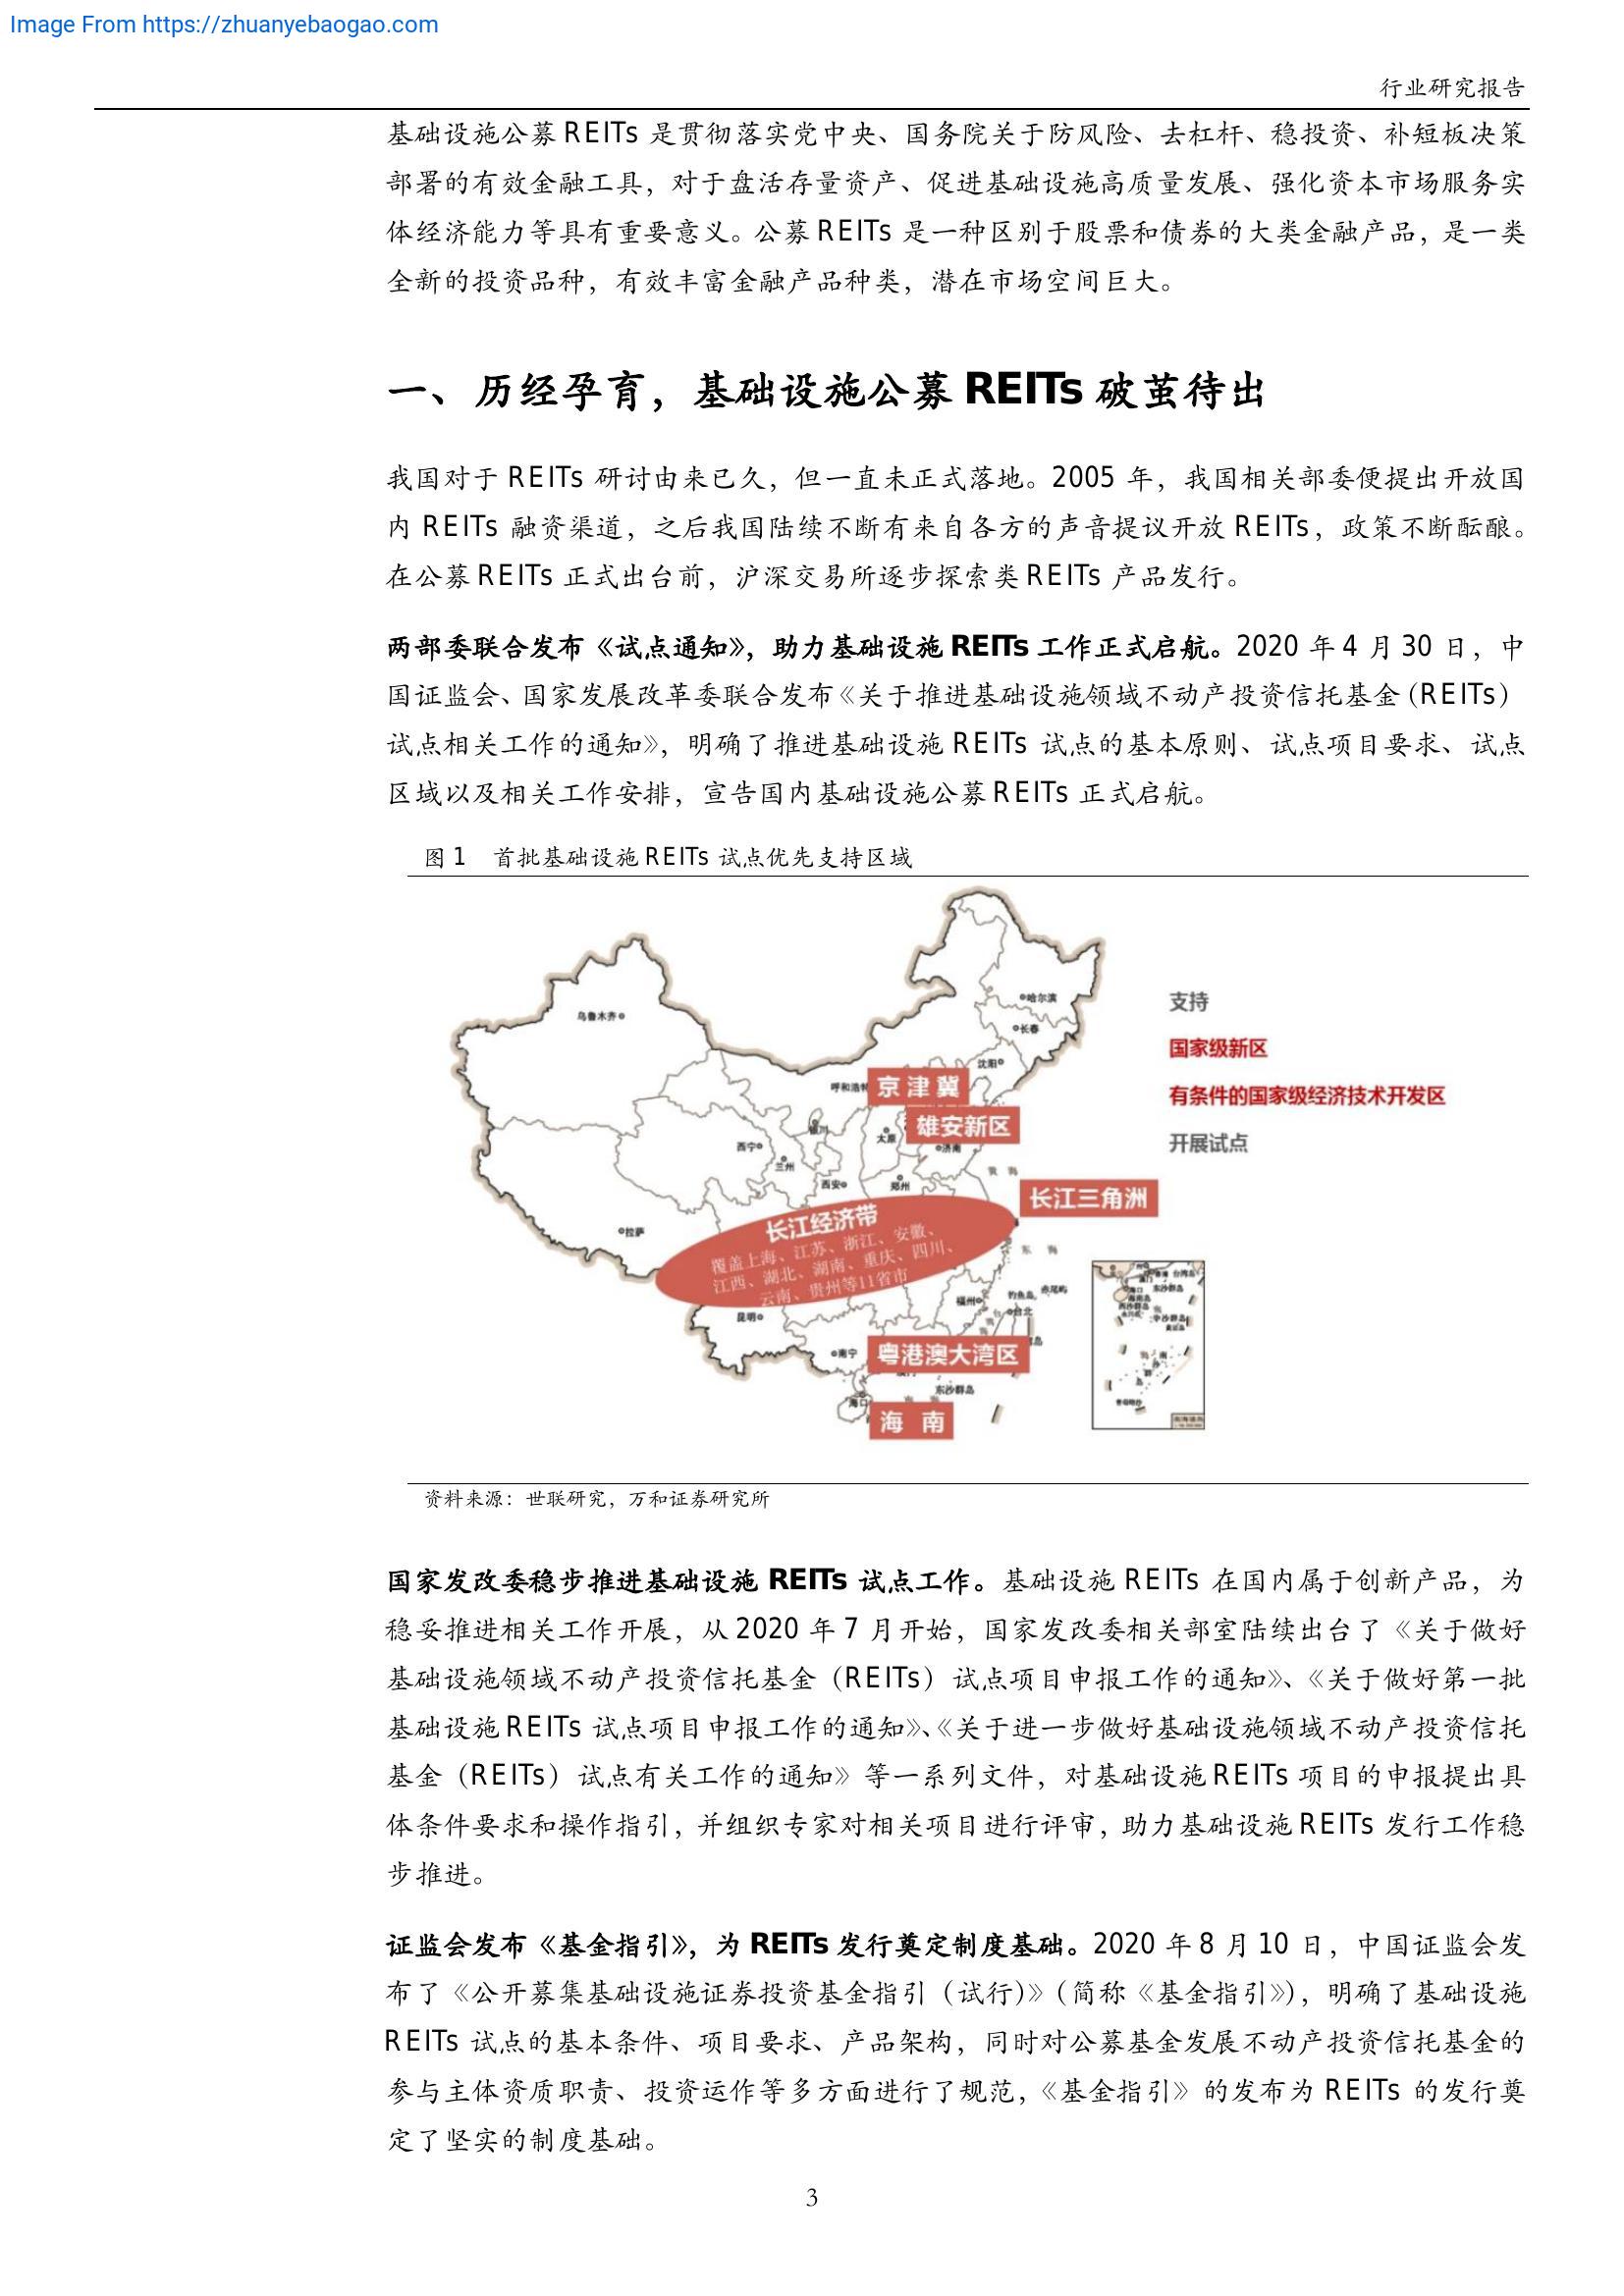 Image From https://zhuanyebaogao.com
行业研究报告
基础设施公募 REITs 是贯彻落实党中央、国务院关于防风险、去杠杆、稳投资、补短板决策
部署的有效金融工具，对于盘活存量资产、促进基础设施高质量发展、强化资本市场服务实
体经济能力等具有重要意义。公募 REITs 是一种区别于股票和债券的大类金融产品，是一类
全新的投资品种，有效丰富金融产品种类，潜在市场空间巨大。
一、历经孕育，基础设施公募 REITs 破茧待出
我国对于 REITs 研讨由来已久，但一直未正式落地。2005 年，我国相关部委便提出开放国
内 REITs 融资渠道，之后我国陆续不断有来自各方的声音提议开放 REITs，政策不断酝酿。
在公募 REITs 正式出台前，沪深交易所逐步探索类 REITs 产品发行。
两部委联合发布《试点通知》，助力基础设施 REITs 工作正式启航。2020 年 4 月 30 日，中
国证监会、国家发展改革委联合发布《关于推进基础设施领域不动产投资信托基金（REITs）
试点相关工作的通知》，明确了推进基础设施 REITs 试点的基本原则、试点项目要求、试点
区域以及相关工作安排，宣告国内基础设施公募 REITs 正式启航。
图 1 首批基础设施 REITs 试点优先支持区域
哈尔滨
乌鲁木齐
长春
沈阳
支持
国家级新区
有条件的国家级经济技术开发区
开展试点
呼和浩特
京津冀
雄安新区
银川
太原
西宁
济南
兰州
西安
郑州
黄 海
长江三角洲
拉萨
长江经济带
覆盖上海、江苏、浙江、安徽、
江西、湖北、湖南、重庆、四川、
云南、贵州等11省市
东 海
福州
钓鱼岛
赤尾屿
台北
昆明
南宁
粤港澳大湾区
东沙群岛
海口
海 南
台湾岛
东沙群岛
西沙群岛
中沙群岛
资料来源：世联研究，万和证券研究所
国家发改委稳步推进基础设施 REITs 试点工作。基础设施 REITs 在国内属于创新产品，为
稳妥推进相关工作开展，从 2020 年 7 月开始，国家发改委相关部室陆续出台了《关于做好
基础设施领域不动产投资信托基金（REITs）试点项目申报工作的通知》、《关于做好第一批
基础设施 REITs 试点项目申报工作的通知》、《关于进一步做好基础设施领域不动产投资信托
基金（REITs）试点有关工作的通知》等一系列文件，对基础设施 REITs 项目的申报提出具
体条件要求和操作指引，并组织专家对相关项目进行评审，助力基础设施 REITs 发行工作稳
步推进。
证监会发布《基金指引》，为 REITs 发行奠定制度基础。2020 年 8 月 10 日，中国证监会发
布了《公开募集基础设施证券投资基金指引（试行）》（简称《基金指引》），明确了基础设施
REITs 试点的基本条件、项目要求、产品架构，同时对公募基金发展不动产投资信托基金的
参与主体资质职责、投资运作等多方面进行了规范，《基金指引》的发布为 REITs 的发行奠
定了坚实的制度基础。
3